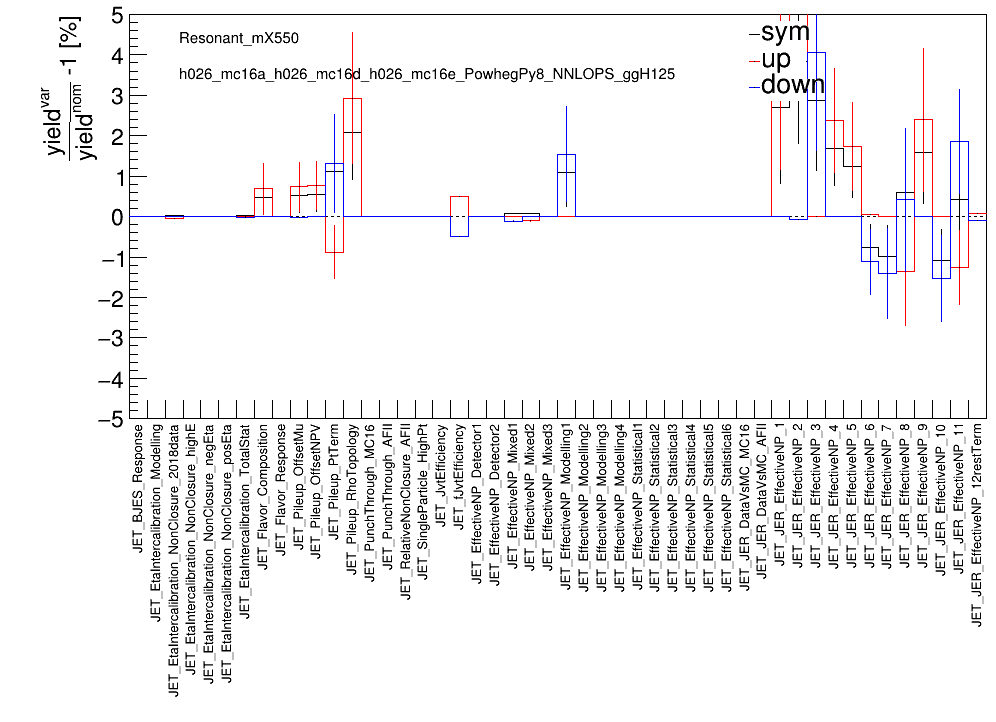 yield^var / yield^nom -1 [%]
5
4
3
2
1
0
−1
−2
−3
−4
−5
Resonant_mX550
h026_mc16a_h026_mc16d_h026_mc16e_PowhegPy8_NNLOPS_ggH125
−sym
−up
−down
JET_BJES_Response
JET_EtaIntercalibration_Modelling
JET_EtaIntercalibration_NonClosure_2018data
JET_EtaIntercalibration_NonClosure_highE
JET_EtaIntercalibration_NonClosure_negEta
JET_EtaIntercalibration_NonClosure_posEta
JET_EtaIntercalibration_TotalStat
JET_Flavor_Composition
JET_Flavor_Response
JET_Pileup_OffsetMu
JET_Pileup_OffsetNPV
JET_Pileup_PtTerm
JET_Pileup_RhoTopology
JET_PunchThrough_MC16
JET_PunchThrough_AFII
JET_RelativeNonClosure_AFII
JET_SingleParticle_HighPt
JET_JvtEfficiency
JET_fJvtEfficiency
JET_EffectiveNP_Detector1
JET_EffectiveNP_Detector2
JET_EffectiveNP_Mixed1
JET_EffectiveNP_Mixed2
JET_EffectiveNP_Mixed3
JET_EffectiveNP_Modelling1
JET_EffectiveNP_Modelling2
JET_EffectiveNP_Modelling3
JET_EffectiveNP_Modelling4
JET_EffectiveNP_Statistical1
JET_EffectiveNP_Statistical2
JET_EffectiveNP_Statistical3
JET_EffectiveNP_Statistical4
JET_EffectiveNP_Statistical5
JET_EffectiveNP_Statistical6
JET_JER_DataVsMC_MC16
JET_JER_DataVsMC_AFII
JET_JER_EffectiveNP_1
JET_JER_EffectiveNP_2
JET_JER_EffectiveNP_3
JET_JER_EffectiveNP_4
JET_JER_EffectiveNP_5
JET_JER_EffectiveNP_6
JET_JER_EffectiveNP_7
JET_JER_EffectiveNP_8
JET_JER_EffectiveNP_9
JET_JER_EffectiveNP_10
JET_JER_EffectiveNP_11
JET_JER_EffectiveNP_12restTerm